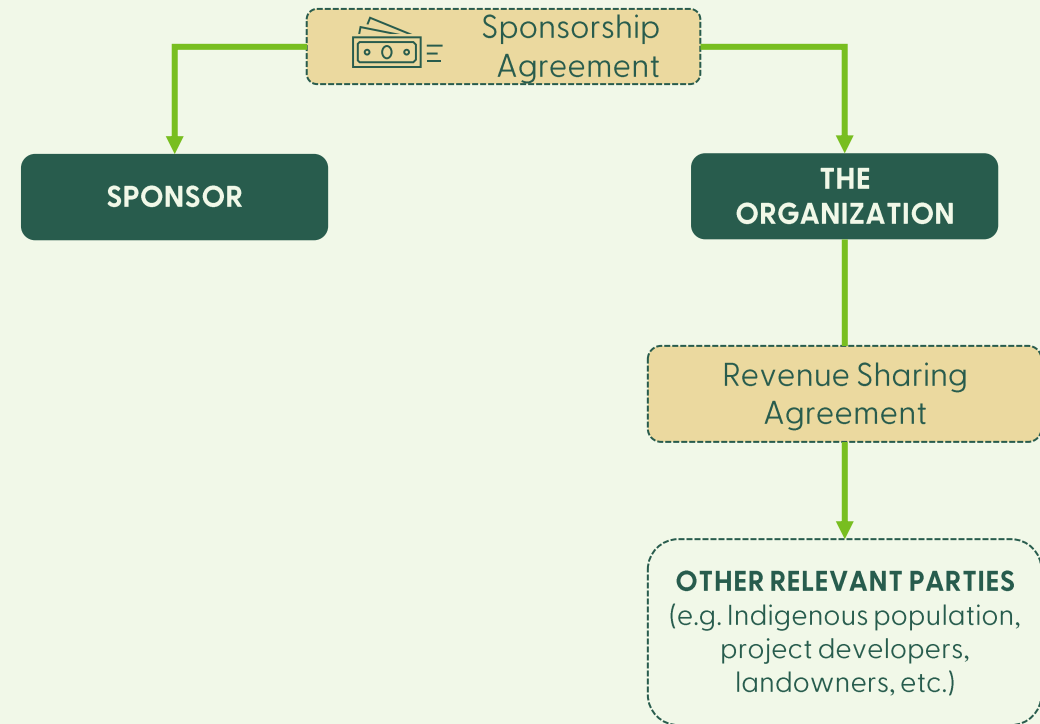 Sponsorship
Agreement
SPONSOR
THE
ORGANIZATION
Revenue Sharing
Agreement
OTHER RELEVANT PARTIES
(e.g. Indigenous population,
project developers,
landowners, etc.)